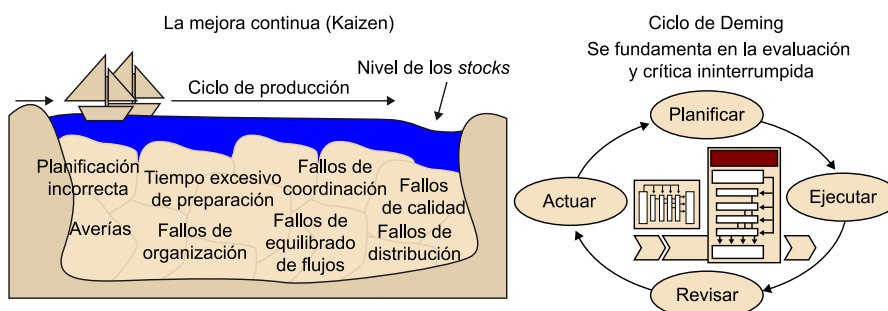 La mejora continua (Kaizen)
Nivel de los stocks
Ciclo de producción
Planificación
incorrecta
Tiempo excesivo
de preparación
Fallos de
coordinación
Fallos
de calidad
Averías
Fallos de
organización
Fallos de
equilibrado
de flujos
Fallos de
distribución
Ciclo de Deming
Se fundamenta en la evaluación
y crítica ininterrumpida
Planificar
Ejecutar
Revisar
Actuar